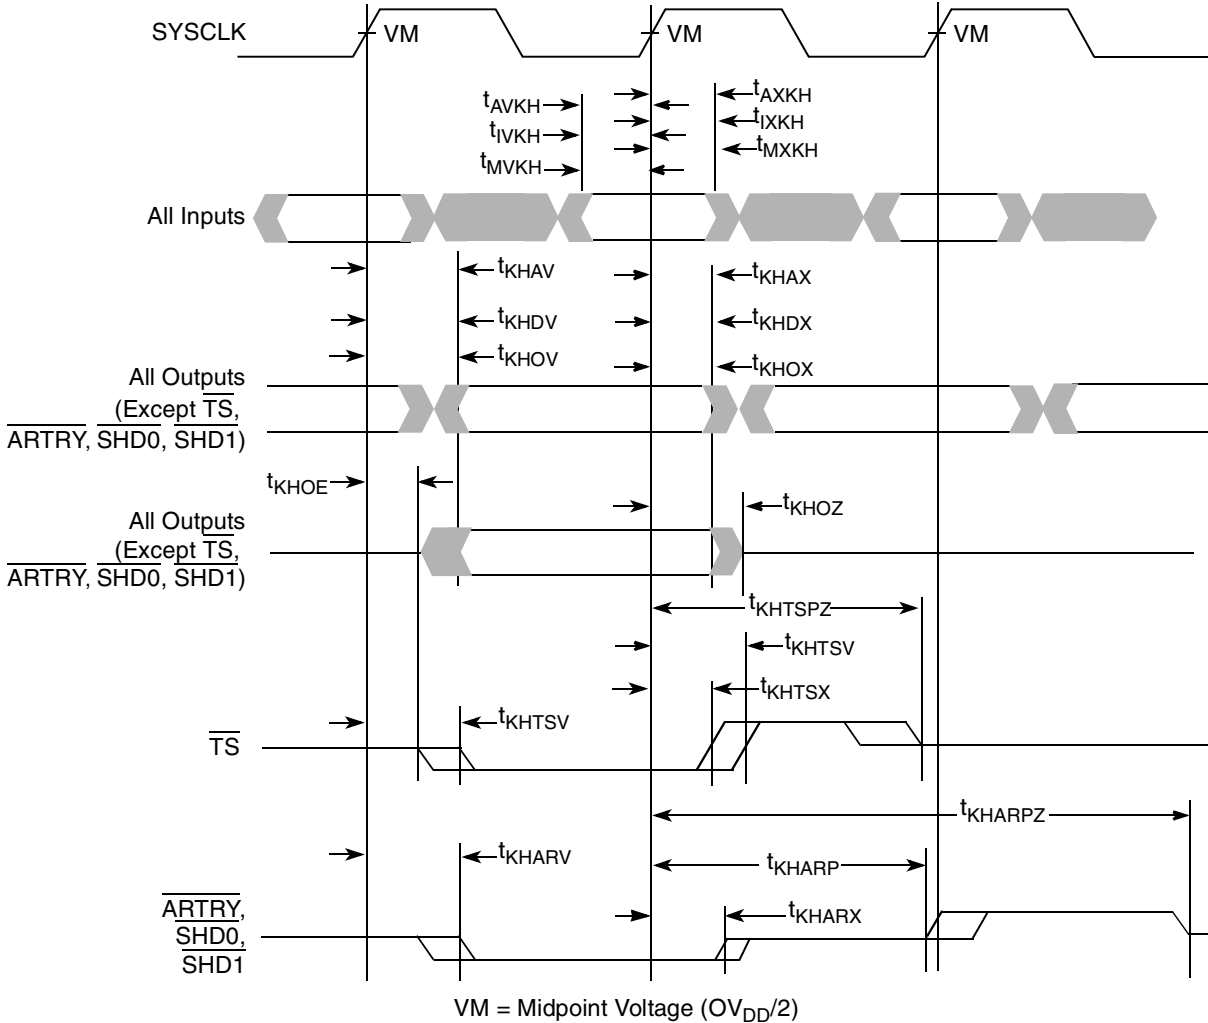 SYSCLK VM VM VM
tAVKH tAXKH
tIVKH tIXKH
tMVKH tMXKH
All Inputs
tKHAV tKHAX
tKHDV tKHDX
tKHOV tKHOX
All Outputs
(Except TS,
ARTRY, SHD0, SHD1)
tKHOE
tKHOZ
All Outputs
(Except TS,
ARTRY, SHD0, SHD1)
tKHTSPZ
tKHTSV
tKHTSX
tKHTSV
TS
tKHARPZ
tKHARV tKHARP
tKHARX
ARTRY,
SHD0,
SHD1
VM = Midpoint Voltage (OVDD/2)